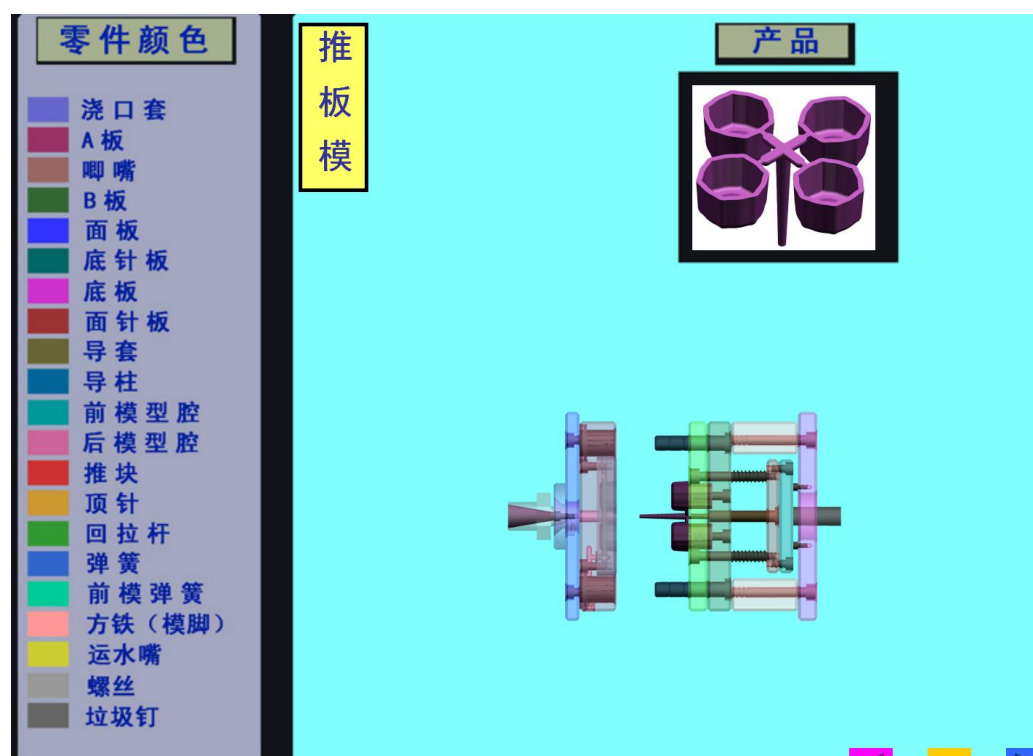 零件颜色
浇口套
A板
唧嘴
B板
面板
底针板
底板
面针板
导套
导柱
前模型腔
后模型腔
推块
顶针
回拉杆
弹簧
前模弹簧
方铁（模脚）
运水嘴
螺丝
垃圾钉
推
板
模
产品